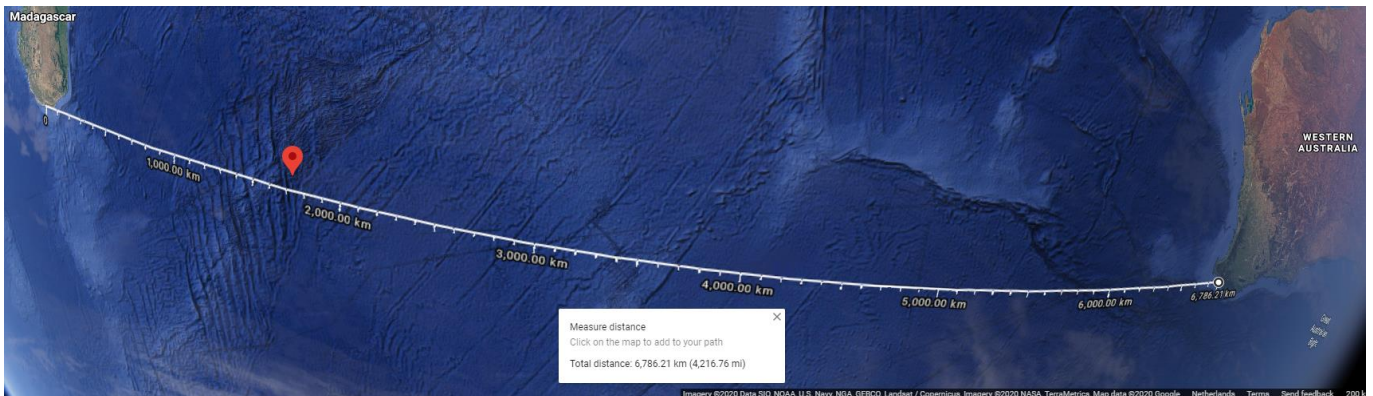 Madagascar
WESTERN
AUSTRALIA
0
1,000.00 km
2,000.00 km
3,000.00 km
4,000.00 km
5,000.00 km
6,000.00 km
6,786.21 km
Great
Australian
Bight
Measure distance
Click on the map to add to your path
Total distance: 6,786.21 km (4,216.76 mi)
Imagery ©2020 Data SIO, NOAA, U.S. Navy, NGA, GEBCO, Landsat / Copernicus, Imagery ©2020 NASA, TerraMetrics, Map data ©2020 Google Netherlands Terms Send feedback 200 k